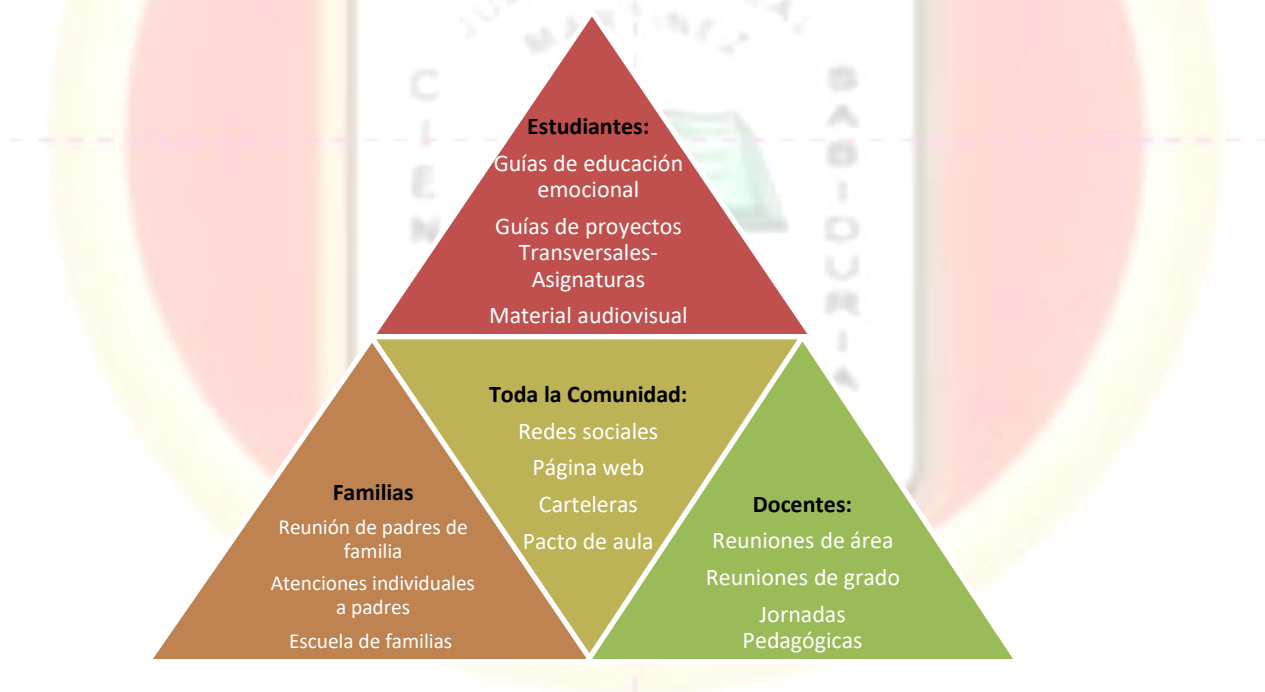 MARTINEZ
SABIDURIA
Estudiantes:
Guías de educación
emocional
Guías de proyectos
Transversales-
Asignaturas
Material audiovisual
Toda la Comunidad:
Redes sociales
Página web
Carteleras
Pacto de aula
Familias
Reunión de padres de
familia
Atenciones individuales
a padres
Escuela de familias
Docentes:
Reuniones de área
Reuniones de grado
Jornadas
Pedagógicas